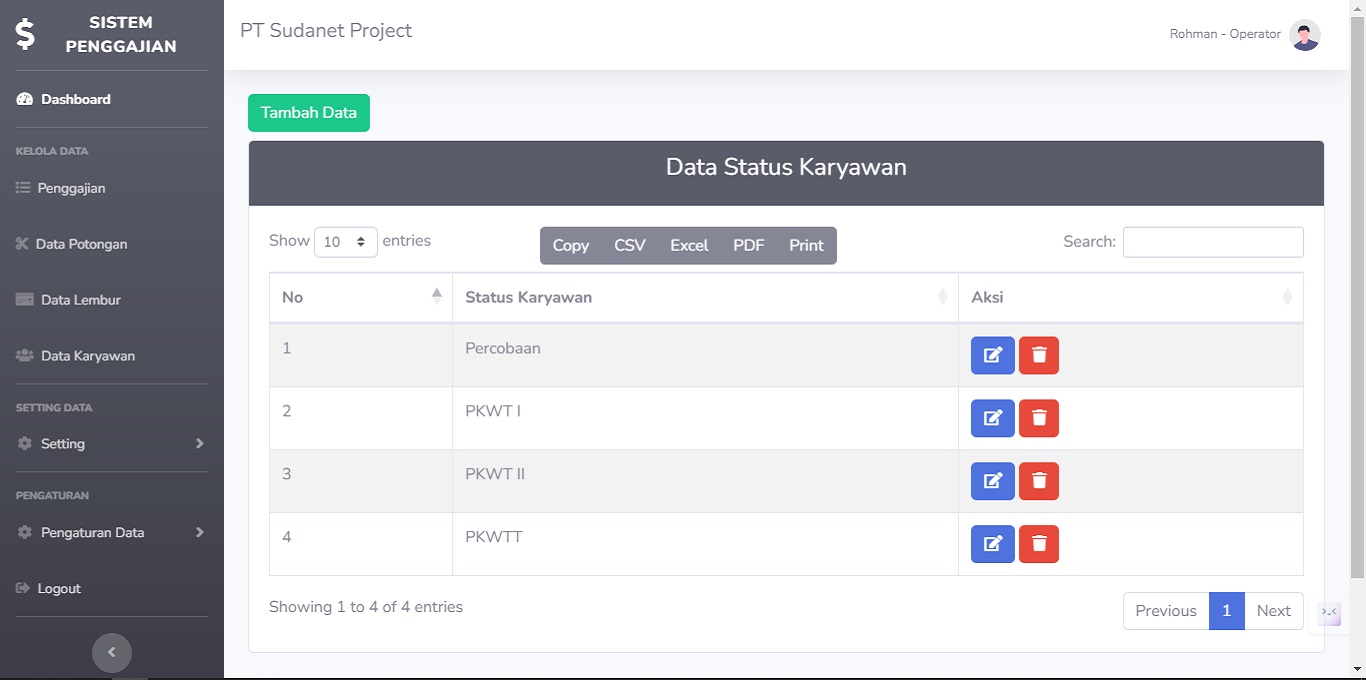 SISTEM
PENGGAJIAN
PT Sudanet Project
Rohman - Operator
Dashboard
KELOLA DATA
Penggajian
Data Potongan
Data Lembur
Data Karyawan
SETTING DATA
Setting
PENGATURAN
Pengaturan Data
Logout
Tambah Data
Data Status Karyawan
Show 10 entries
Copy CSV Excel PDF Print
Search:
No Status Karyawan Aksi
1 Percobaan
2 PKWT I
3 PKWT II
4 PKWTT
Showing 1 to 4 of 4 entries
Previous 1 Next